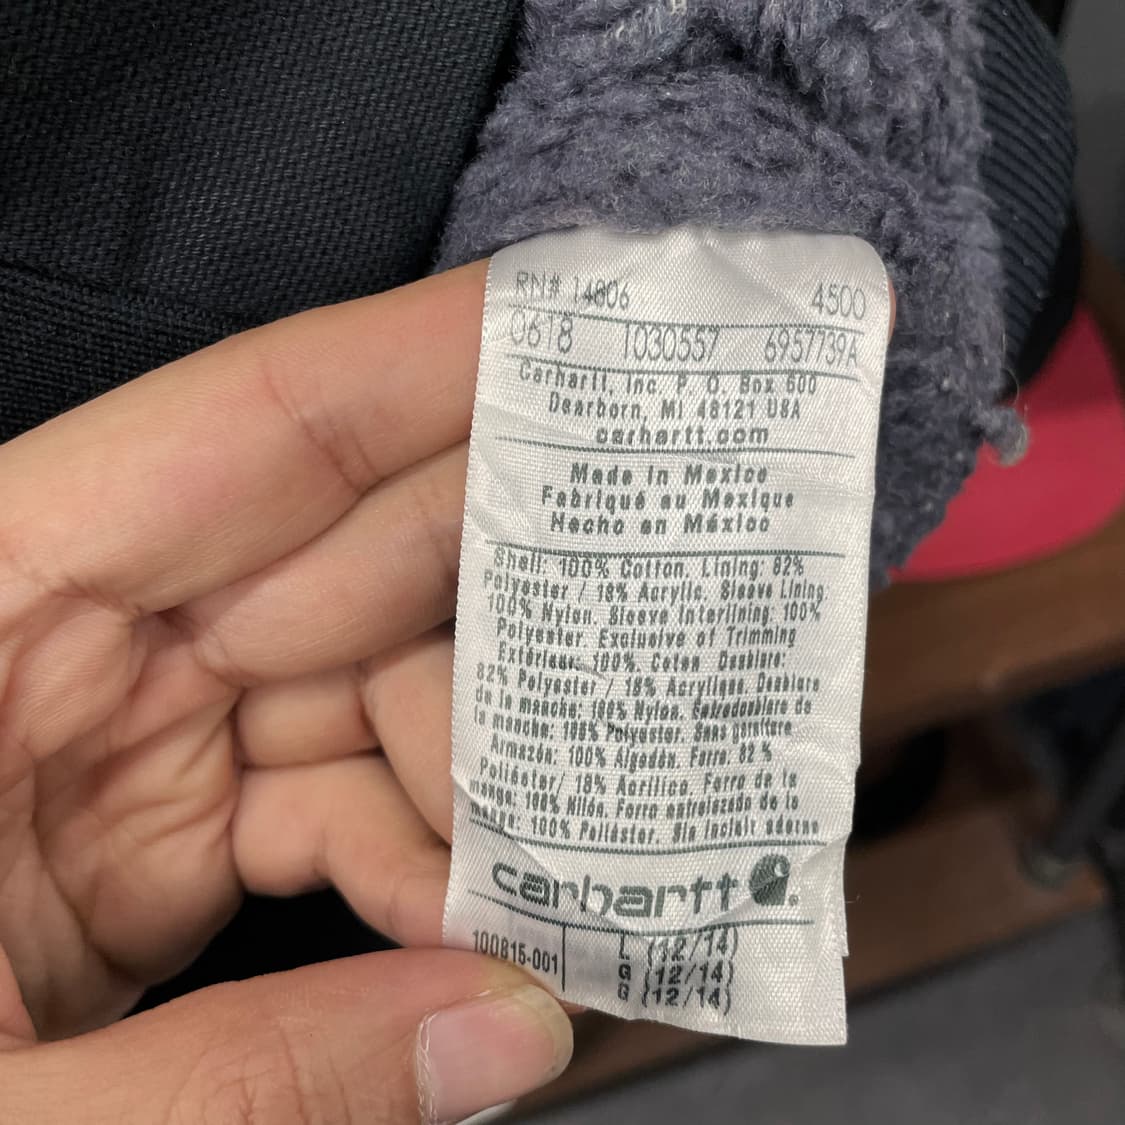 RN# 14806 4500
0618 1030557 6957739A
Carhartt, Inc. P. O. Box 600
Dearborn, MI 48121 USA
carhartt.com
Made in Mexico
Fabriqué au Mexique
Hecho en México
Shell: 100% Cotton. Lining: 82%
Polyester / 18% Acrylic. Sleeve Lining:
100% Nylon. Sleeve Interlining: 100%
Polyester. Exclusive of Trimming
Extérieur: 100%. Coton Doublure:
82% Polyester / 18% Acrylique. Doublure
de la manche: 100% Nylon. Entredoublure de
la manche: 100% Polyester. Sans garniture
Armazón: 100% Algodón. Forro. 82 %
Poliéster/ 18% Acrílico. Forro de la
manga: 100% Nilón. Forro entrelazado de la
manga: 100% Poliéster. Sin incluir adorno
carhartt
100815-001 L (12/14)
G (12/14)
G (12/14)